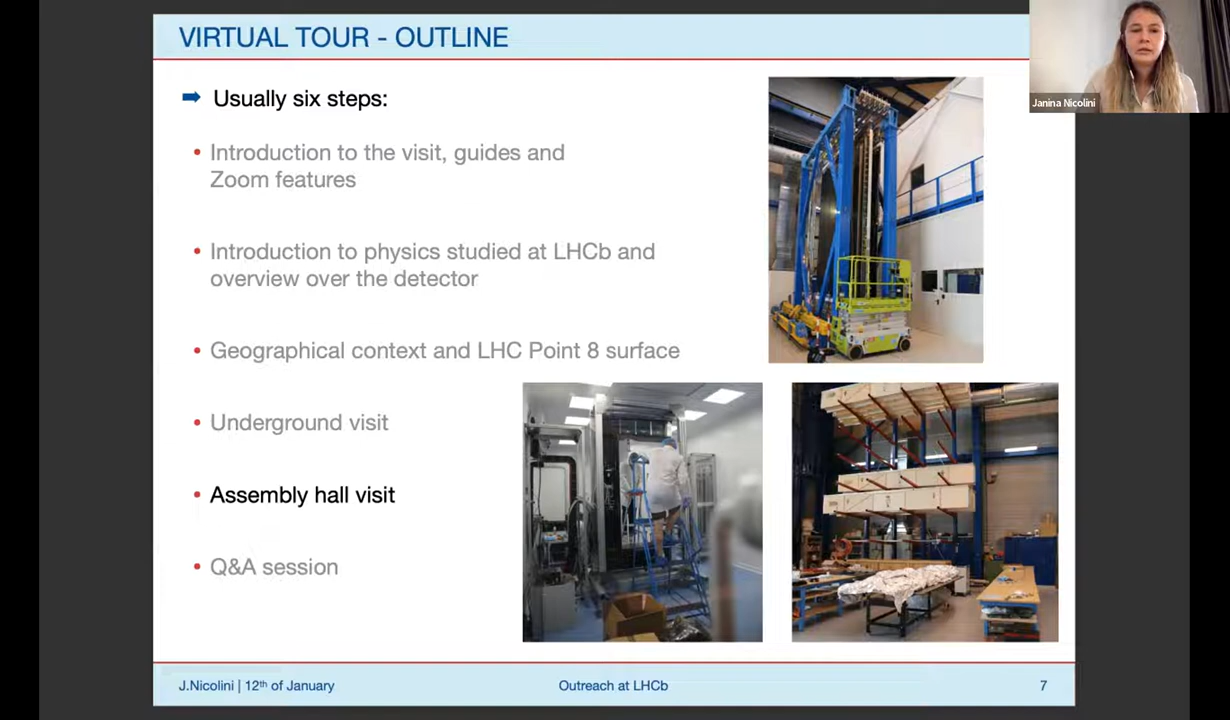 VIRTUAL TOUR - OUTLINE
Janina Nicolini
➡ Usually six steps:
• Introduction to the visit, guides and
Zoom features
• Introduction to physics studied at LHCb and
overview over the detector
• Geographical context and LHC Point 8 surface
• Underground visit
• Assembly hall visit
• Q&A session
J.Nicolini | 12th of January
Outreach at LHCb
7